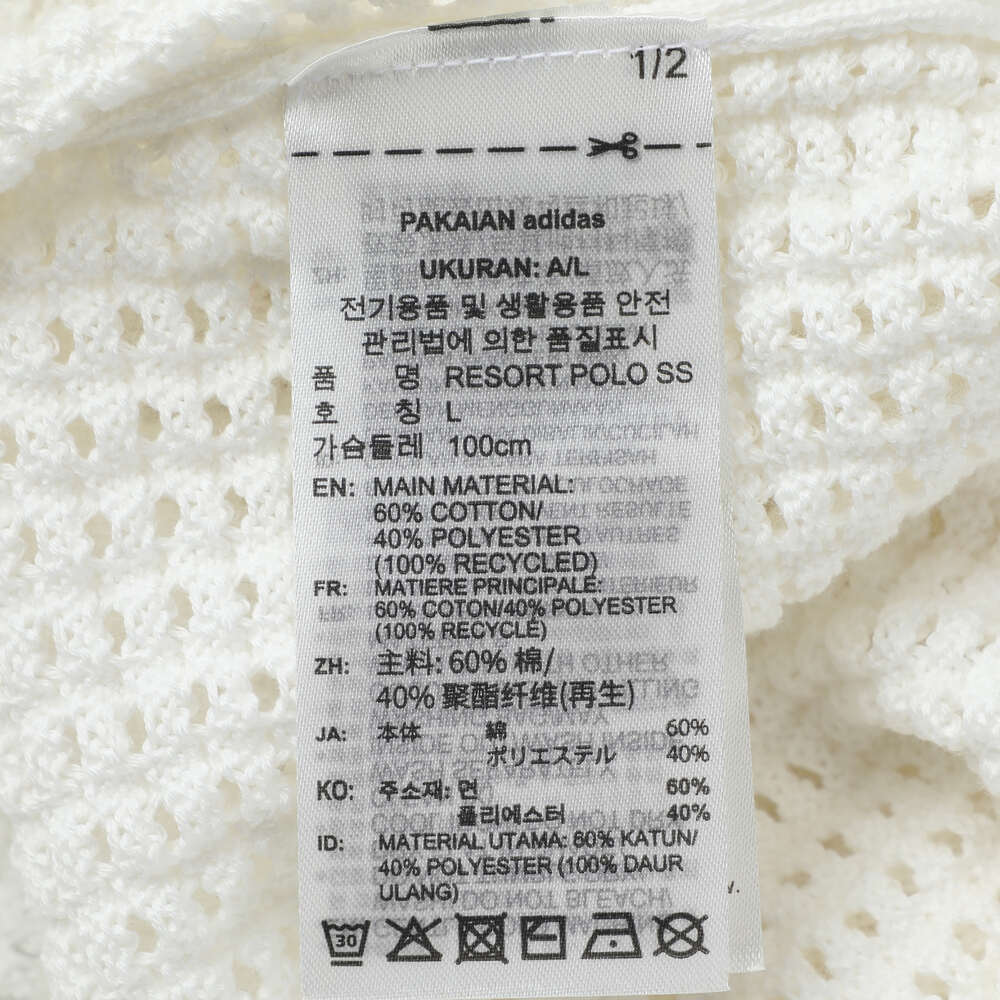 1/2
PAKAIAN adidas
UKURAN: A/L
전기용품 및 생활용품 안전
관리법에 의한 품질표시
품 명 RESORT POLO SS
호 칭 L
가슴둘레 100cm
EN: MAIN MATERIAL:
60% COTTON/
40% POLYESTER
(100% RECYCLED)
FR: MATIERE PRINCIPALE:
60% COTON/40% POLYESTER
(100% RECYCLÉ)
ZH: 主料: 60% 棉/
40% 聚酯纤维(再生)
JA: 本体 綿 60%
ポリエステル 40%
KO: 주소재: 면 60%
폴리에스터 40%
ID: MATERIAL UTAMA: 60% KATUN/
40% POLYESTER (100% DAUR
ULANG)
30